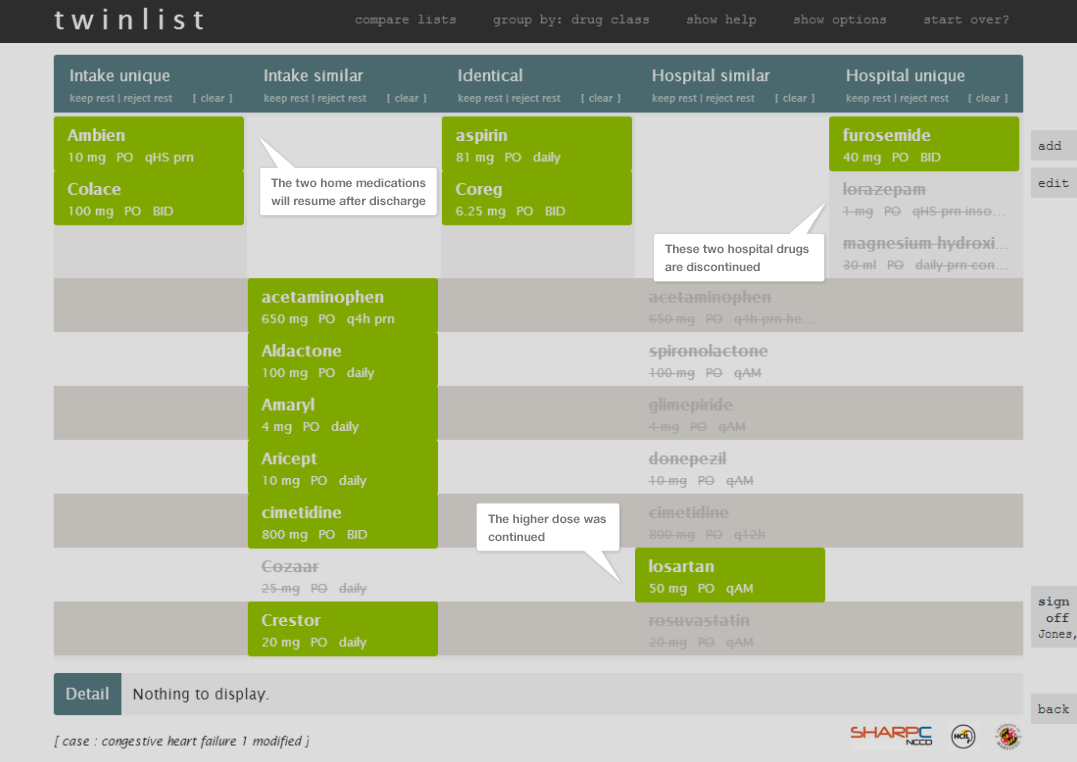 twinlist
compare lists
group by: drug class
show help
show options
start over?
Intake unique
Intake similar
Identical
Hospital similar
Hospital unique
keep rest | reject rest [ clear ]
keep rest | reject rest [ clear ]
keep rest | reject rest [ clear ]
keep rest | reject rest [ clear ]
keep rest | reject rest [ clear ]
Ambien
10 mg PO qHS prn
Colace
100 mg PO BID
The two home medications
will resume after discharge
aspirin
81 mg PO daily
Coreg
6.25 mg PO BID
furosemide
40 mg PO BID
lorazepam
1 mg PO qHS prn inso...
magnesium hydroxi...
30 ml PO daily prn con...
These two hospital drugs
are discontinued
add
edit
acetaminophen
650 mg PO q4h prn
acetaminophen
650 mg PO q4h prn he...
Aldactone
100 mg PO daily
spironolactone
100 mg PO qAM
Amaryl
4 mg PO daily
glimepiride
4 mg PO qAM
Aricept
10 mg PO daily
donepezil
10 mg PO qAM
cimetidine
800 mg PO BID
cimetidine
800 mg PO q12h
The higher dose was
continued
Cozaar
25 mg PO daily
losartan
50 mg PO qAM
Crestor
20 mg PO daily
rosuvastatin
20 mg PO qAM
sign
off
Jones,
back
Detail
Nothing to display.
[ case : congestive heart failure 1 modified ]
SHARPC
NCCD
HCIL